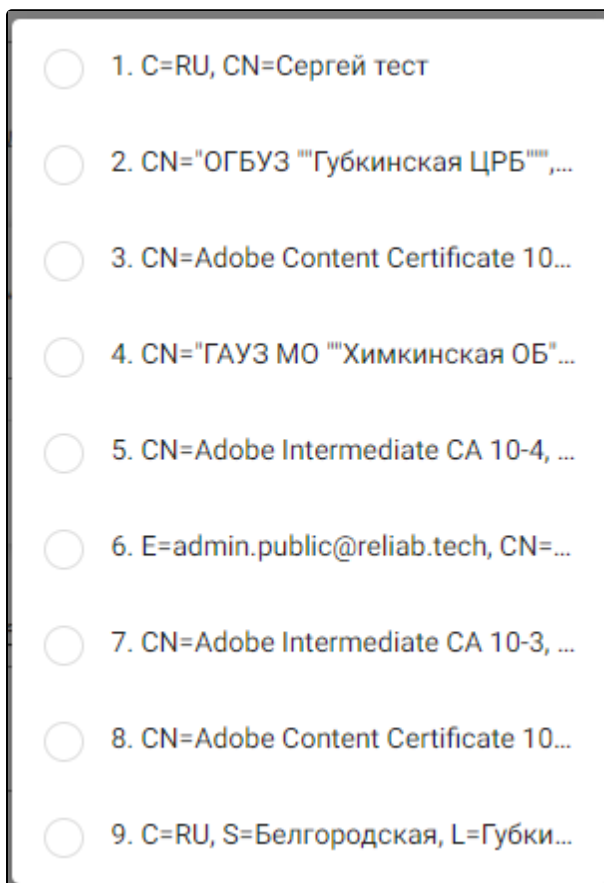 1. C=RU, CN=Сергей тест
2. CN="ОГБУЗ ""Губкинская ЦРБ""",...
3. CN=Adobe Content Certificate 10...
4. CN="ГАУЗ МО ""Химкинская ОБ"...
5. CN=Adobe Intermediate CA 10-4, ...
6. E=admin.public@reliab.tech, CN=...
7. CN=Adobe Intermediate CA 10-3, ...
8. CN=Adobe Content Certificate 10...
9. C=RU, S=Белгородская, L=Губки...